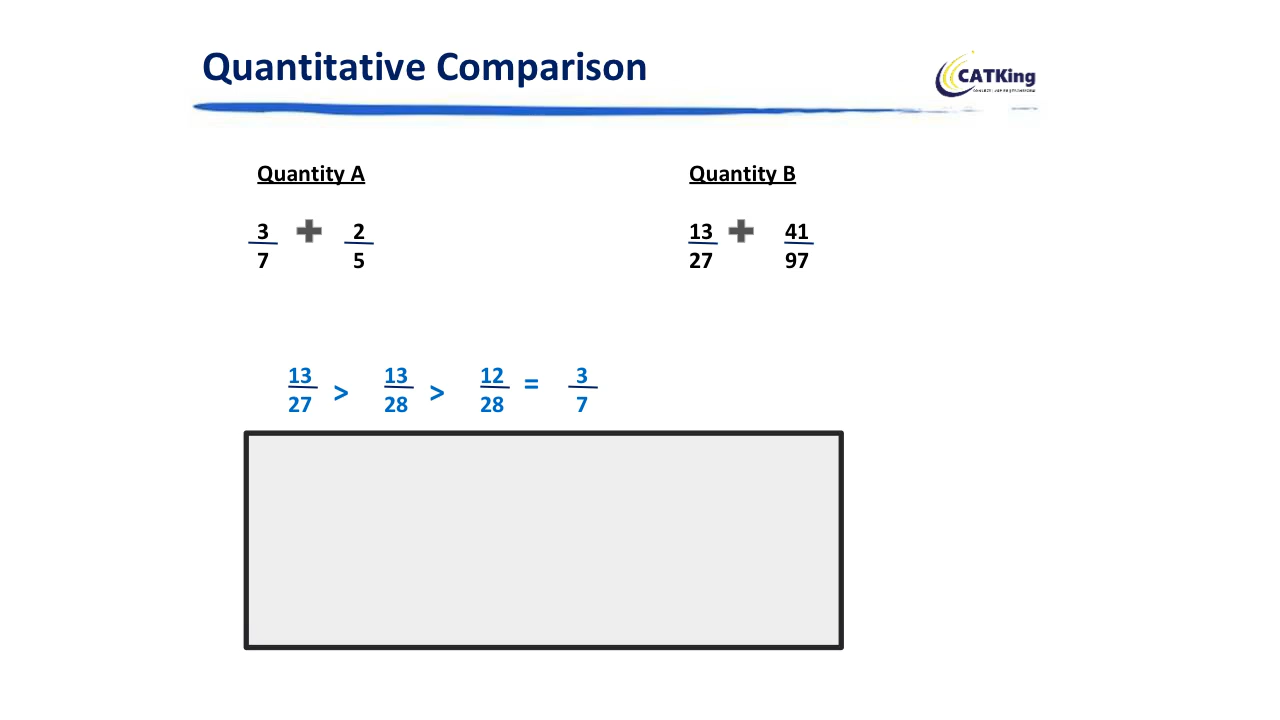 Quantitative Comparison
CATKing
Quantity A
Quantity B
3 + 2
7 5
13 + 41
27 97
13 > 13 > 12 = 3
27 28 28 7